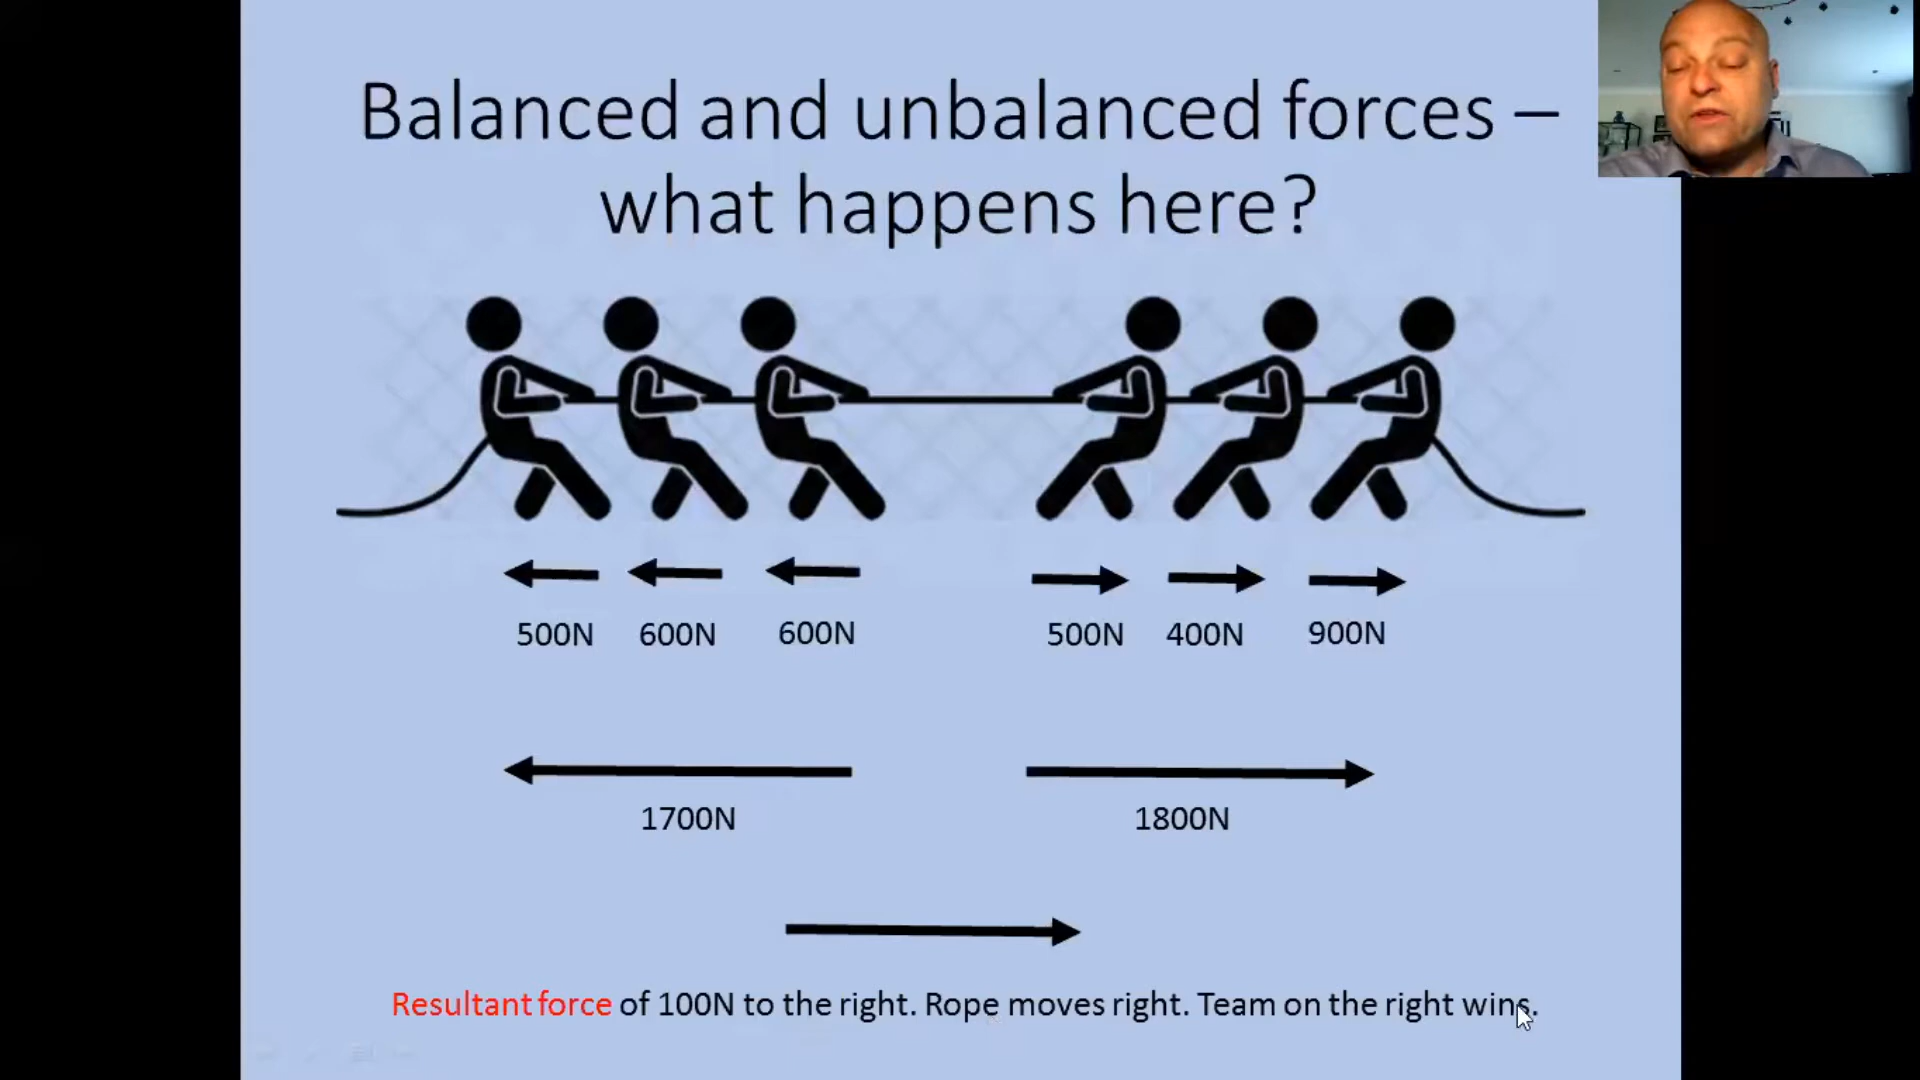 Balanced and unbalanced forces –
what happens here?
500N 600N 600N 500N 400N 900N
1700N 1800N
Resultant force of 100N to the right. Rope moves right. Team on the right wins.